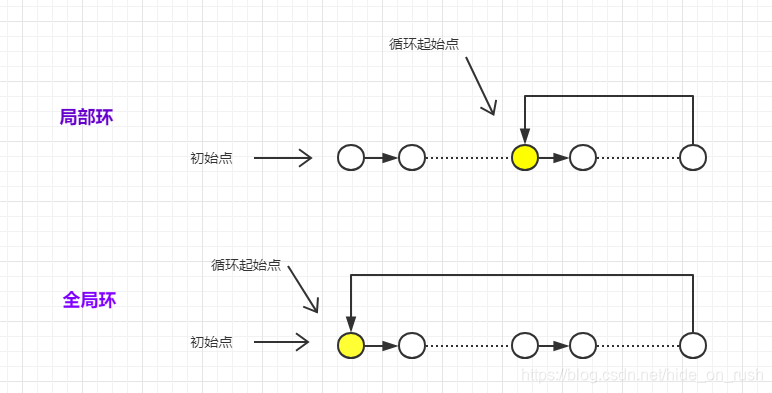 循环起始点
局部环
初始点
循环起始点
全局环
初始点
https://blog.csdn.net/hide_on_rush